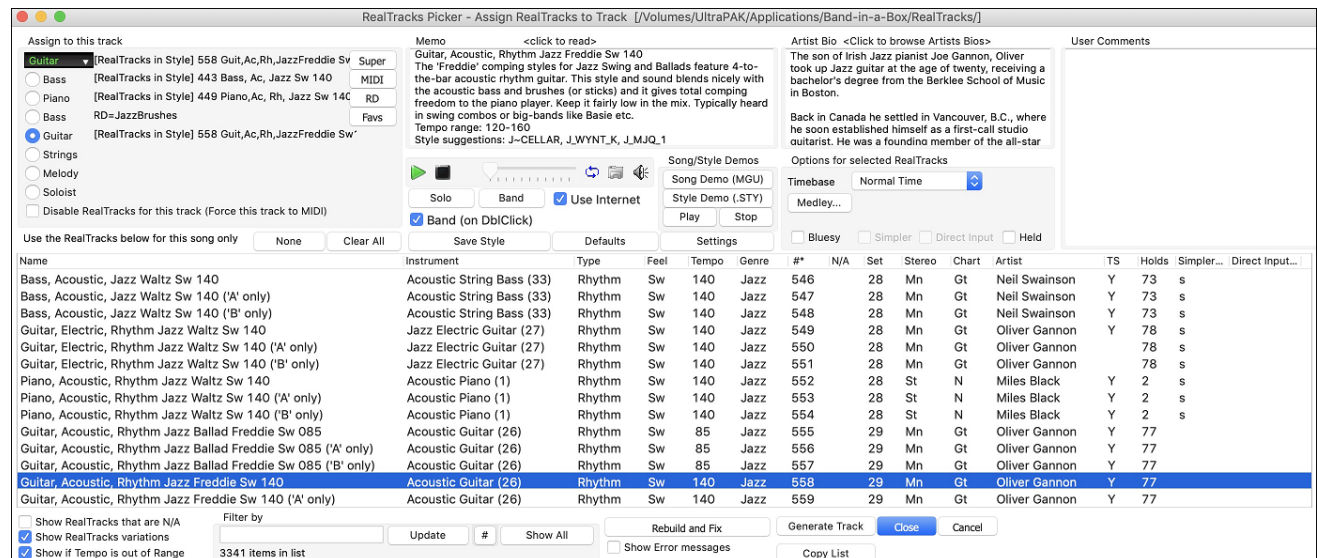 RealTracks Picker - Assign RealTracks to Track [/Volumes/UltraPAK/Applications/Band-in-a-Box/RealTracks/]
Assign to this track
Guitar [RealTracks in Style] 558 Guit,Ac,Rh,JazzFreddie Sw Super
Bass [RealTracks in Style] 443 Bass, Ac, Jazz Sw 140 MIDI
Piano [RealTracks in Style] 449 Piano,Ac, Rh, Jazz Sw 140 RD
Bass RD=JazzBrushes Favs
Guitar [RealTracks in Style] 558 Guit,Ac,Rh,JazzFreddie Sw
Strings
Melody
Soloist
Disable RealTracks for this track (Force this track to MIDI)
Use the RealTracks below for this song only None Clear All
Memo <click to read>
Guitar, Acoustic, Rhythm Jazz Freddie Sw 140
The 'Freddie' comping styles for Jazz Swing and Ballads feature 4-to-
the-bar acoustic rhythm guitar. This style and sound blends nicely with
the acoustic bass and brushes (or sticks) and it gives total comping
freedom to the piano player. Keep it fairly low in the mix. Typically heard
in swing combos or big-bands like Basie etc.
Tempo range: 120-160
Style suggestions: J~CELLAR, J_WYNT_K, J_MJQ_1
Solo Band Use Internet
Band (on DblClick)
Save Style Defaults Settings
Song/Style Demos
Song Demo (MGU)
Style Demo (.STY)
Play Stop
Artist Bio <Click to browse Artists Bios>
The son of Irish Jazz pianist Joe Gannon, Oliver
took up Jazz guitar at the age of twenty, receiving a
bachelor's degree from the Berklee School of Music
in Boston.
Back in Canada he settled in Vancouver, B.C., where
he soon established himself as a first-call studio
guitarist. He was a founding member of the all-star
Options for selected RealTracks
Timebase Normal Time
Medley...
Bluesy Simpler Direct Input Held
User Comments
Name Instrument Type Feel Tempo Genre #* N/A Set Stereo Chart Artist TS Holds Simpler... Direct Input...
Bass, Acoustic, Jazz Waltz Sw 140 Acoustic String Bass (33) Rhythm Sw 140 Jazz 546 28 Mn Gt Neil Swainson Y 73 s
Bass, Acoustic, Jazz Waltz Sw 140 ('A' only) Acoustic String Bass (33) Rhythm Sw 140 Jazz 547 28 Mn Gt Neil Swainson Y 73 s
Bass, Acoustic, Jazz Waltz Sw 140 ('B' only) Acoustic String Bass (33) Rhythm Sw 140 Jazz 548 28 Mn Gt Neil Swainson Y 73 s
Guitar, Electric, Rhythm Jazz Waltz Sw 140 Jazz Electric Guitar (27) Rhythm Sw 140 Jazz 549 28 Mn Gt Oliver Gannon Y 78 s
Guitar, Electric, Rhythm Jazz Waltz Sw 140 ('A' only) Jazz Electric Guitar (27) Rhythm Sw 140 Jazz 550 28 Mn Gt Oliver Gannon 78 s
Guitar, Electric, Rhythm Jazz Waltz Sw 140 ('B' only) Jazz Electric Guitar (27) Rhythm Sw 140 Jazz 551 28 Mn Gt Oliver Gannon 78 s
Piano, Acoustic, Rhythm Jazz Waltz Sw 140 Acoustic Piano (1) Rhythm Sw 140 Jazz 552 28 St N Miles Black Y 2 s
Piano, Acoustic, Rhythm Jazz Waltz Sw 140 ('A' only) Acoustic Piano (1) Rhythm Sw 140 Jazz 553 28 St N Miles Black Y 2 s
Piano, Acoustic, Rhythm Jazz Waltz Sw 140 ('B' only) Acoustic Piano (1) Rhythm Sw 140 Jazz 554 28 St N Miles Black Y 2 s
Guitar, Acoustic, Rhythm Jazz Ballad Freddie Sw 085 Acoustic Guitar (26) Rhythm Sw 85 Jazz 555 29 Mn Gt Oliver Gannon Y 77
Guitar, Acoustic, Rhythm Jazz Ballad Freddie Sw 085 ('A' only) Acoustic Guitar (26) Rhythm Sw 85 Jazz 556 29 Mn Gt Oliver Gannon Y 77
Guitar, Acoustic, Rhythm Jazz Ballad Freddie Sw 085 ('B' only) Acoustic Guitar (26) Rhythm Sw 85 Jazz 557 29 Mn Gt Oliver Gannon Y 77
Guitar, Acoustic, Rhythm Jazz Freddie Sw 140 Acoustic Guitar (26) Rhythm Sw 140 Jazz 558 29 Mn Gt Oliver Gannon Y 77
Guitar, Acoustic, Rhythm Jazz Freddie Sw 140 ('A' only) Acoustic Guitar (26) Rhythm Sw 140 Jazz 559 29 Mn Gt Oliver Gannon Y 77
Show RealTracks that are N/A
Show RealTracks variations
Show if Tempo is out of Range
Filter by
Update # Show All
3341 items in list
Rebuild and Fix
Show Error messages
Generate Track Close Cancel
Copy List